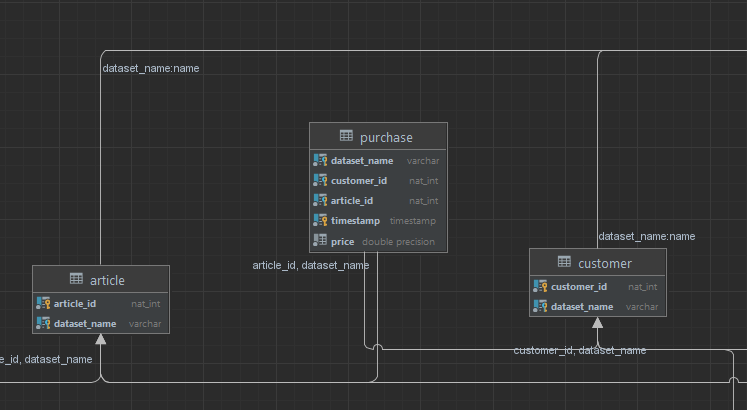 dataset_name:name
purchase
dataset_name varchar
customer_id nat_int
article_id nat_int
timestamp timestamp
price double precision
dataset_name:name
article_id, dataset_name
article
article_id nat_int
dataset_name varchar
customer
customer_id nat_int
dataset_name varchar
e_id, dataset_name
customer_id, dataset_name